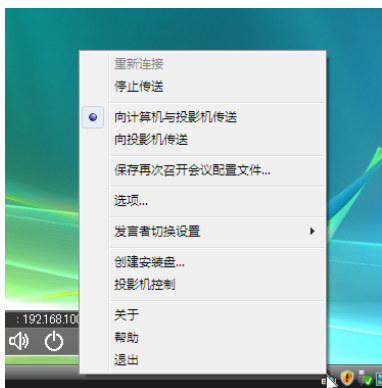 重新连接
停止传送
向计算机与投影机传送
向投影机传送
保存再次召开会议配置文件...
选项...
发言者切换设置
创建安装盘...
投影机控制
关于
: 192.168.100
帮助
退出